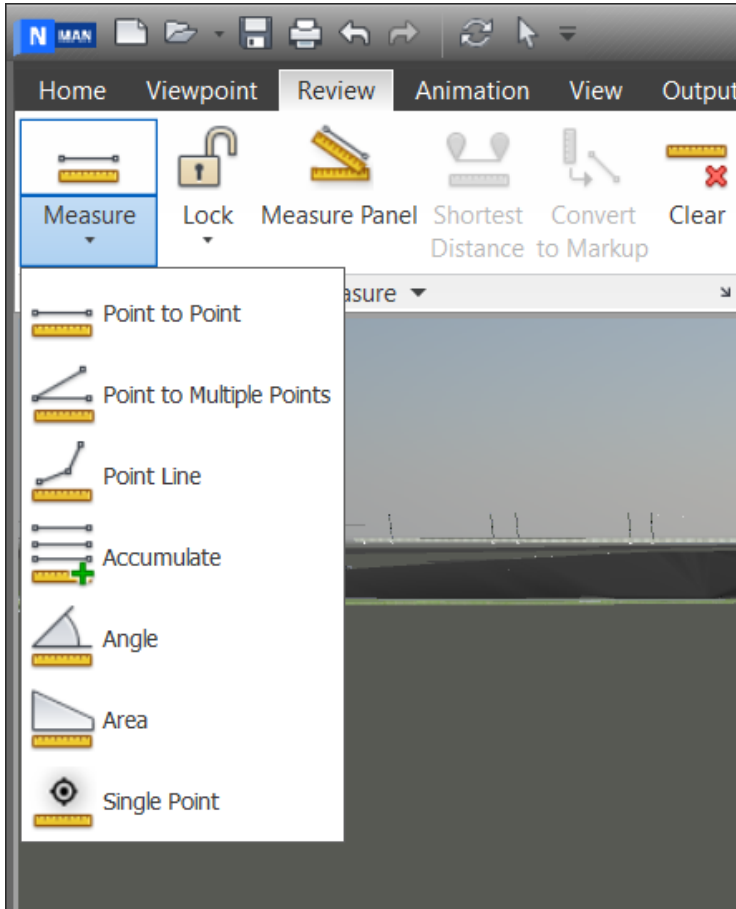 N MAN
Home Viewpoint Review Animation View Output
Measure Lock Measure Panel Shortest Distance Convert to Markup Clear
asure
Point to Point
Point to Multiple Points
Point Line
Accumulate
Angle
Area
Single Point